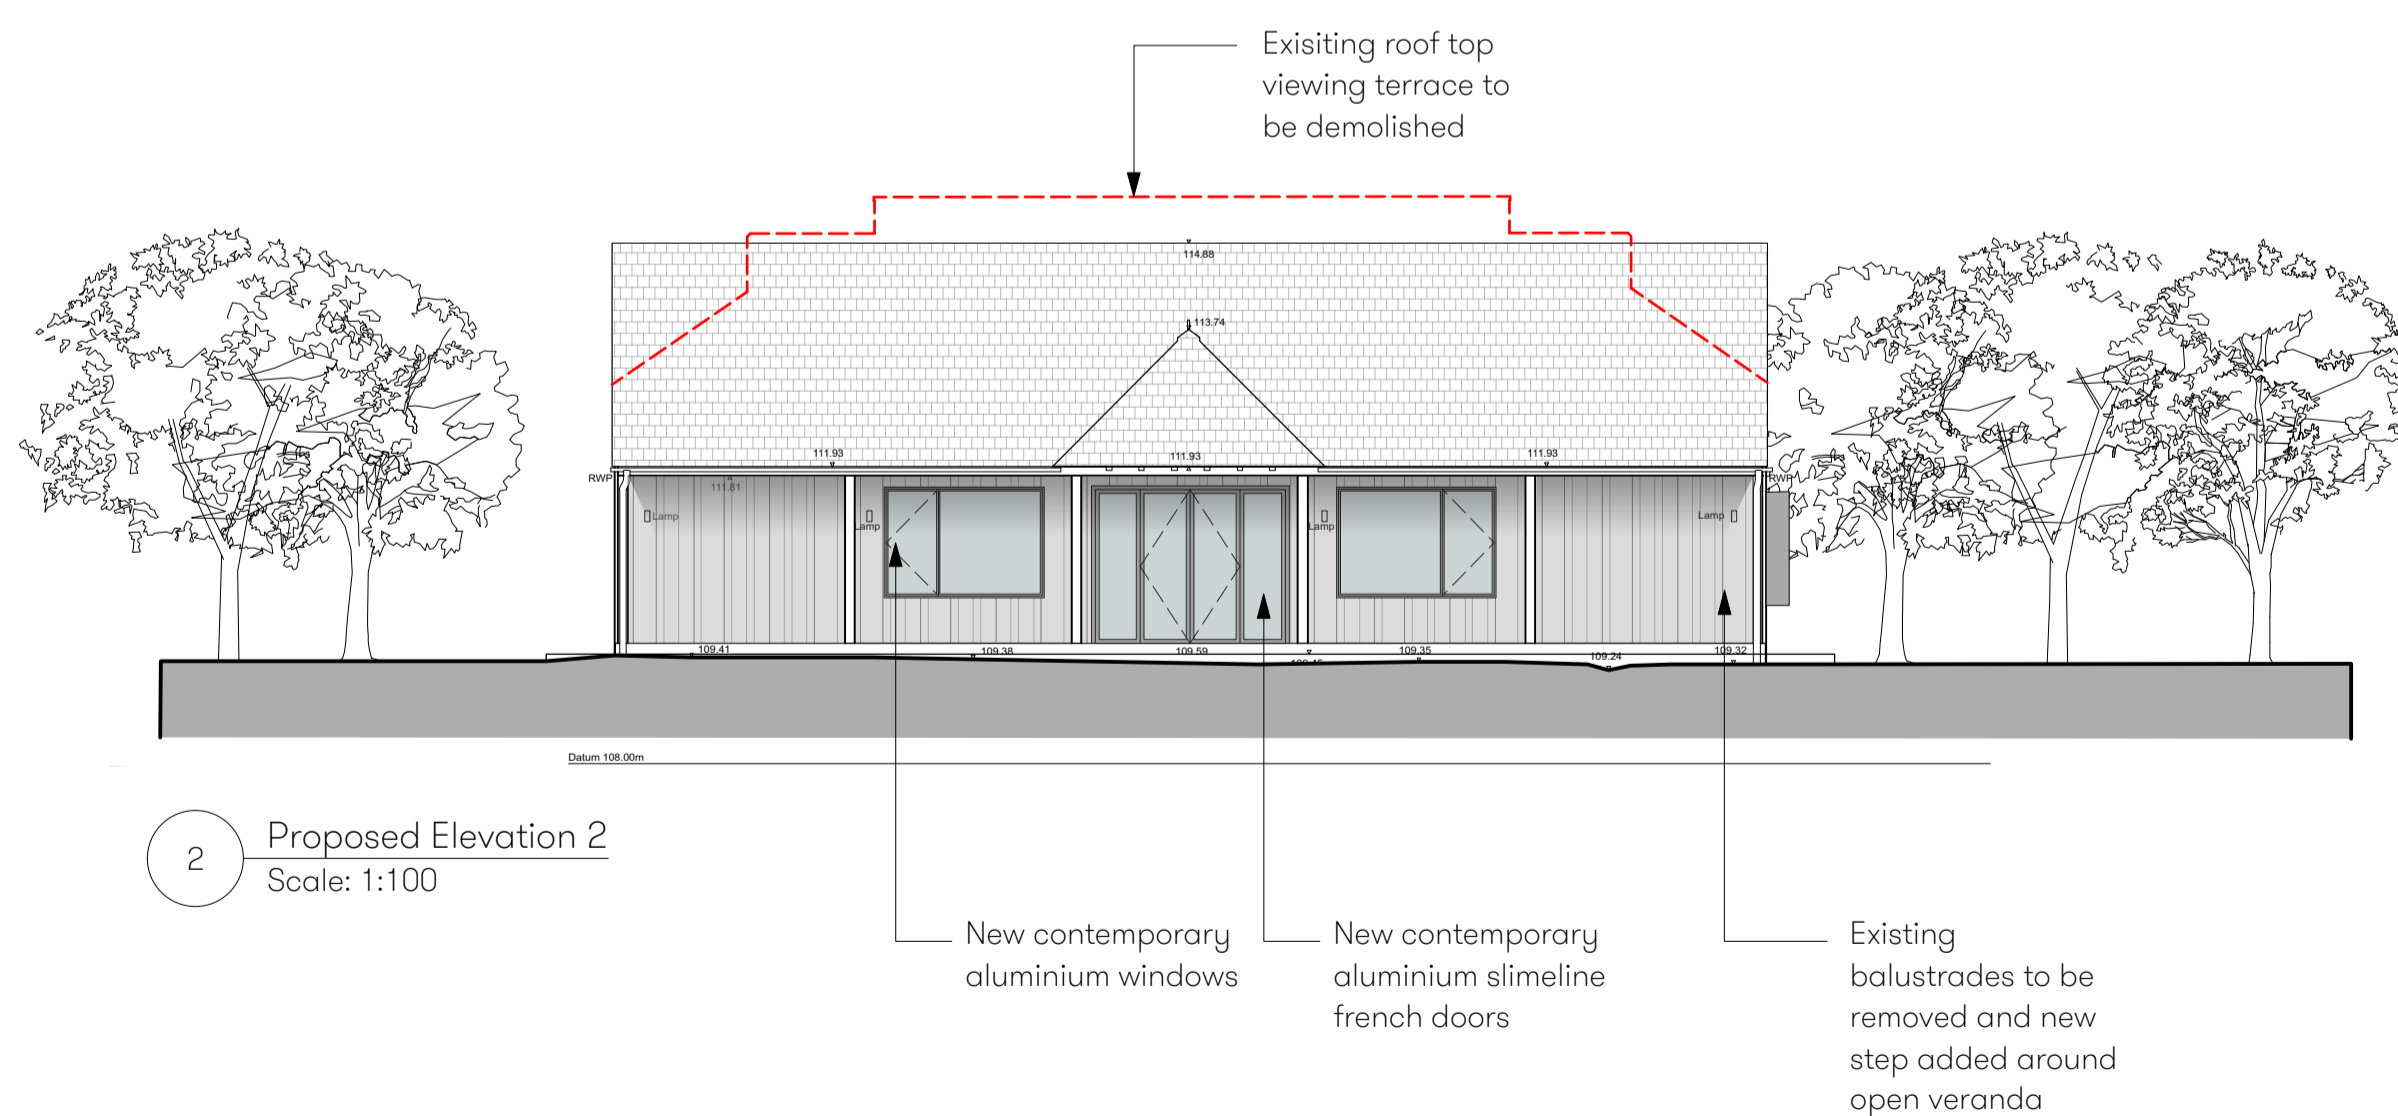 Exisiting roof top
viewing terrace to
be demolished
114.88
113.74
111.93
111.93
111.93
RWP
111.81
RWP
Lamp
Lamp
Lamp
Lamp
109.41
109.38
109.59
109.35
109.24
109.32
Datum 108.00m
2
Proposed Elevation 2
Scale: 1:100
New contemporary
aluminium windows
New contemporary
aluminium slimeline
french doors
Existing
balustrades to be
removed and new
step added around
open veranda